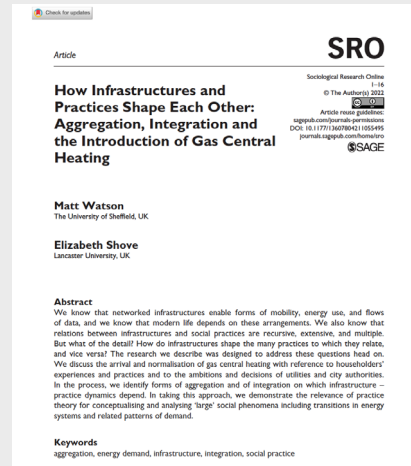 Check for updates
Article
SRO
Sociological Research Online
1–16
© The Author(s) 2022
Article reuse guidelines:
sagepub.com/journals-permissions
DOI: 10.1177/13607804211055495
journals.sagepub.com/home/sro
SAGE
How Infrastructures and
Practices Shape Each Other:
Aggregation, Integration and
the Introduction of Gas Central
Heating
Matt Watson
The University of Sheffield, UK
Elizabeth Shove
Lancaster University, UK
Abstract
We know that networked infrastructures enable forms of mobility, energy use, and flows
of data, and we know that modern life depends on these arrangements. We also know that
relations between infrastructures and social practices are recursive, extensive, and multiple.
But what of the detail? How do infrastructures shape the many practices to which they relate,
and vice versa? The research we describe was designed to address these questions head on.
We discuss the arrival and normalisation of gas central heating with reference to householders'
experiences and practices and to the ambitions and decisions of utilities and city authorities.
In the process, we identify forms of aggregation and of integration on which infrastructure –
practice dynamics depend. In taking this approach, we demonstrate the relevance of practice
theory for conceptualising and analysing 'large' social phenomena including transitions in energy
systems and related patterns of demand.
Keywords
aggregation, energy demand, infrastructure, integration, social practice